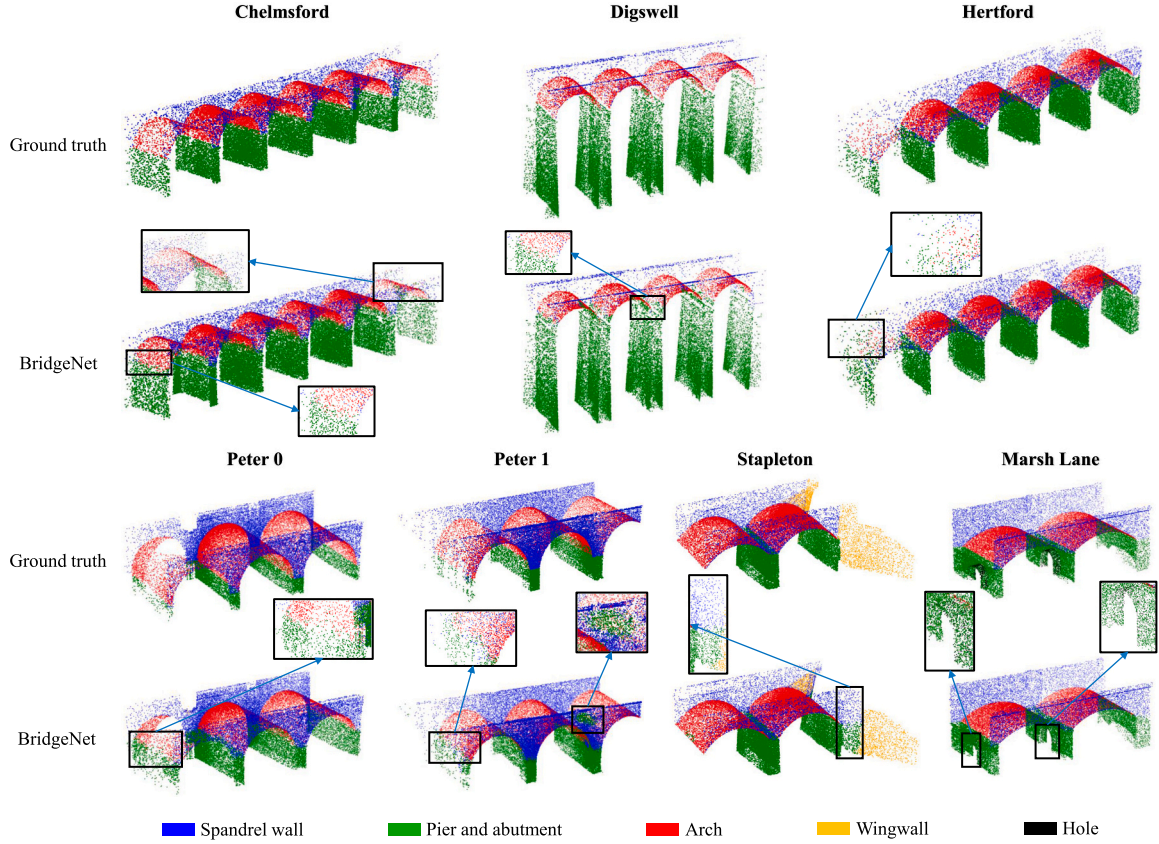 Chelmsford Digswell Hertford
Ground truth
BridgeNet
Peter 0 Peter 1 Stapleton Marsh Lane
Ground truth
BridgeNet
Spandrel wall Pier and abutment Arch Wingwall Hole